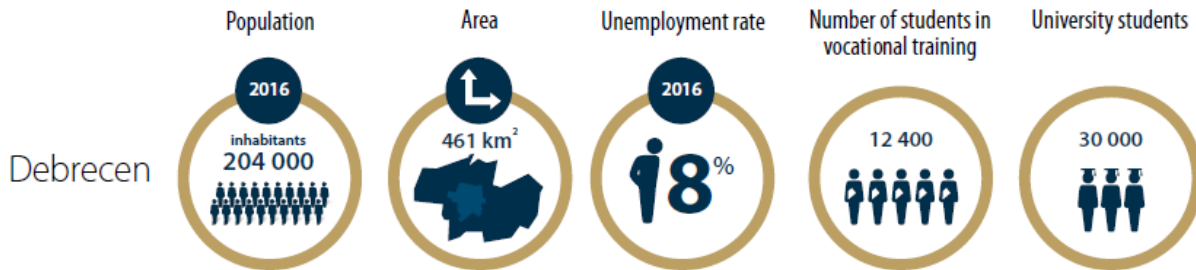 Population
Area
Unemployment rate
Number of students in
vocational training
University students
Debrecen
2016
inhabitants
204 000
461 km²
2016
8%
12 400
30 000